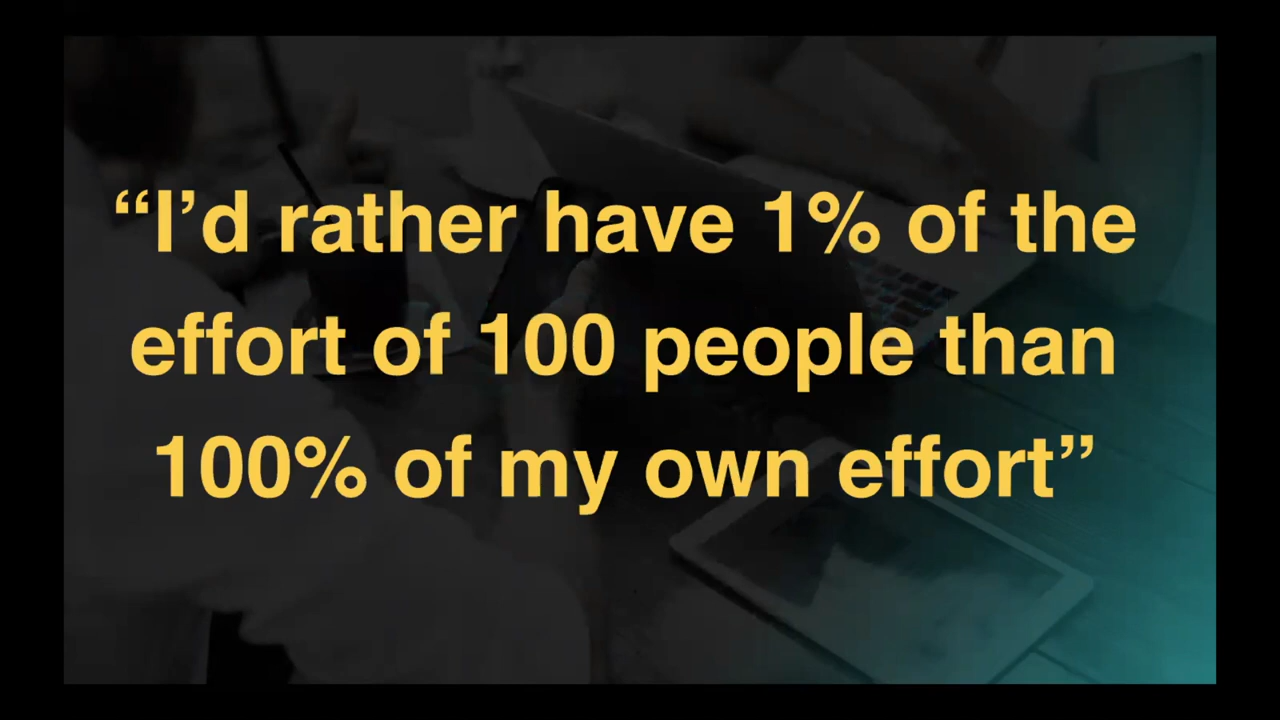 “I’d rather have 1% of the
effort of 100 people than
100% of my own effort”